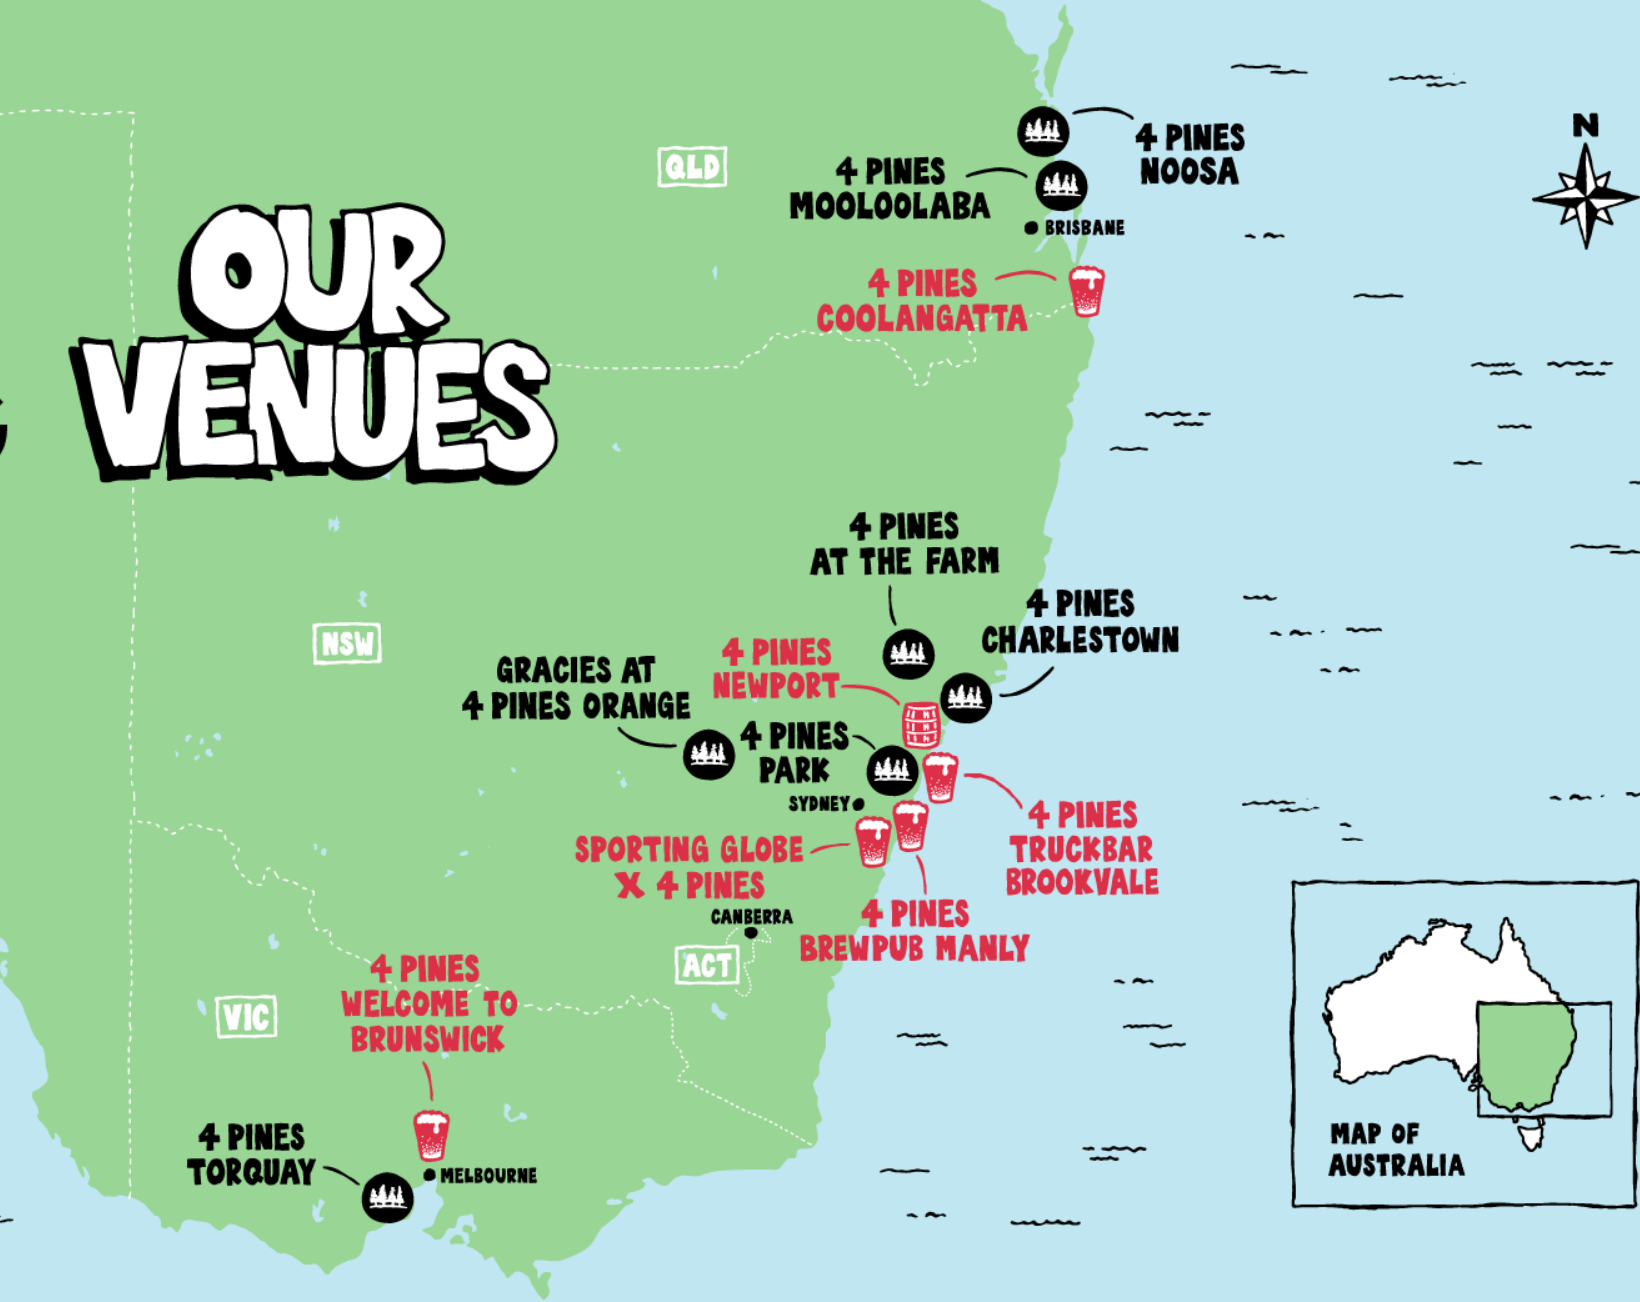 N
4 PINES
NOOSA
QLD
4 PINES
MOOLOOLABA
BRISBANE
OUR
VENUES
4 PINES
COOLANGATTA
4 PINES
AT THE FARM
4 PINES
CHARLESTOWN
NSW
4 PINES
NEWPORT
GRACIES AT
4 PINES ORANGE
4 PINES
PARK
SYDNEY
4 PINES
TRUCKBAR
BROOKVALE
SPORTING GLOBE
X 4 PINES
4 PINES
BREWPUB MANLY
CANBERRA
ACT
4 PINES
WELCOME TO
BRUNSWICK
VIC
4 PINES
TORQUAY
MELBOURNE
MAP OF
AUSTRALIA